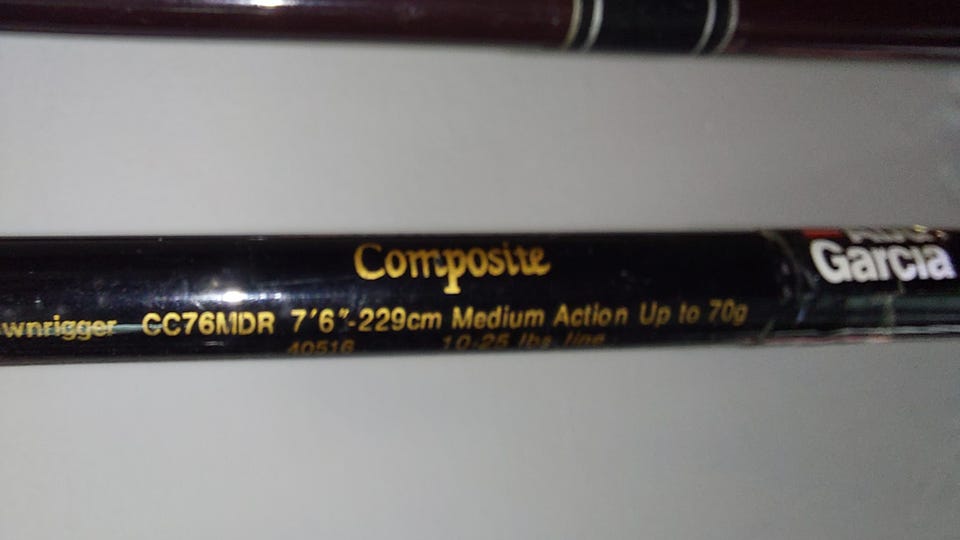 Composite
Garcia
wnrigger CC76MDR 7'6"-229cm Medium Action Up to 70g
40516 10-25 lbs line